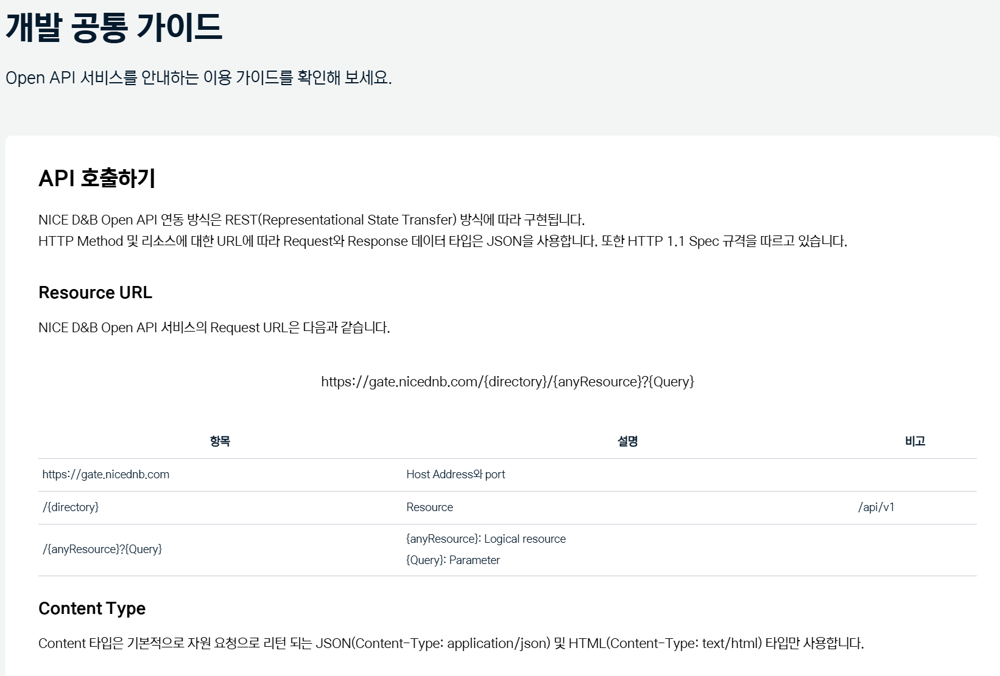 개발 공통 가이드
Open API 서비스를 안내하는 이용 가이드를 확인해 보세요.
API 호출하기
NICE D&B Open API 연동 방식은 REST(Representational State Transfer) 방식에 따라 구현됩니다.
HTTP Method 및 리소스에 대한 URL에 따라 Request와 Response 데이터 타입은 JSON을 사용합니다. 또한 HTTP 1.1 Spec 규격을 따르고 있습니다.
Resource URL
NICE D&B Open API 서비스의 Request URL은 다음과 같습니다.
https://gate.nicednb.com/{directory}/{anyResource}?{Query}
항목 설명 비고
https://gate.nicednb.com Host Address와 port
/{directory} Resource /api/v1
/{anyResource}?{Query} {anyResource}: Logical resource
{Query}: Parameter
Content Type
Content 타입은 기본적으로 자원 요청으로 리턴 되는 JSON(Content-Type: application/json) 및 HTML(Content-Type: text/html) 타입만 사용합니다.